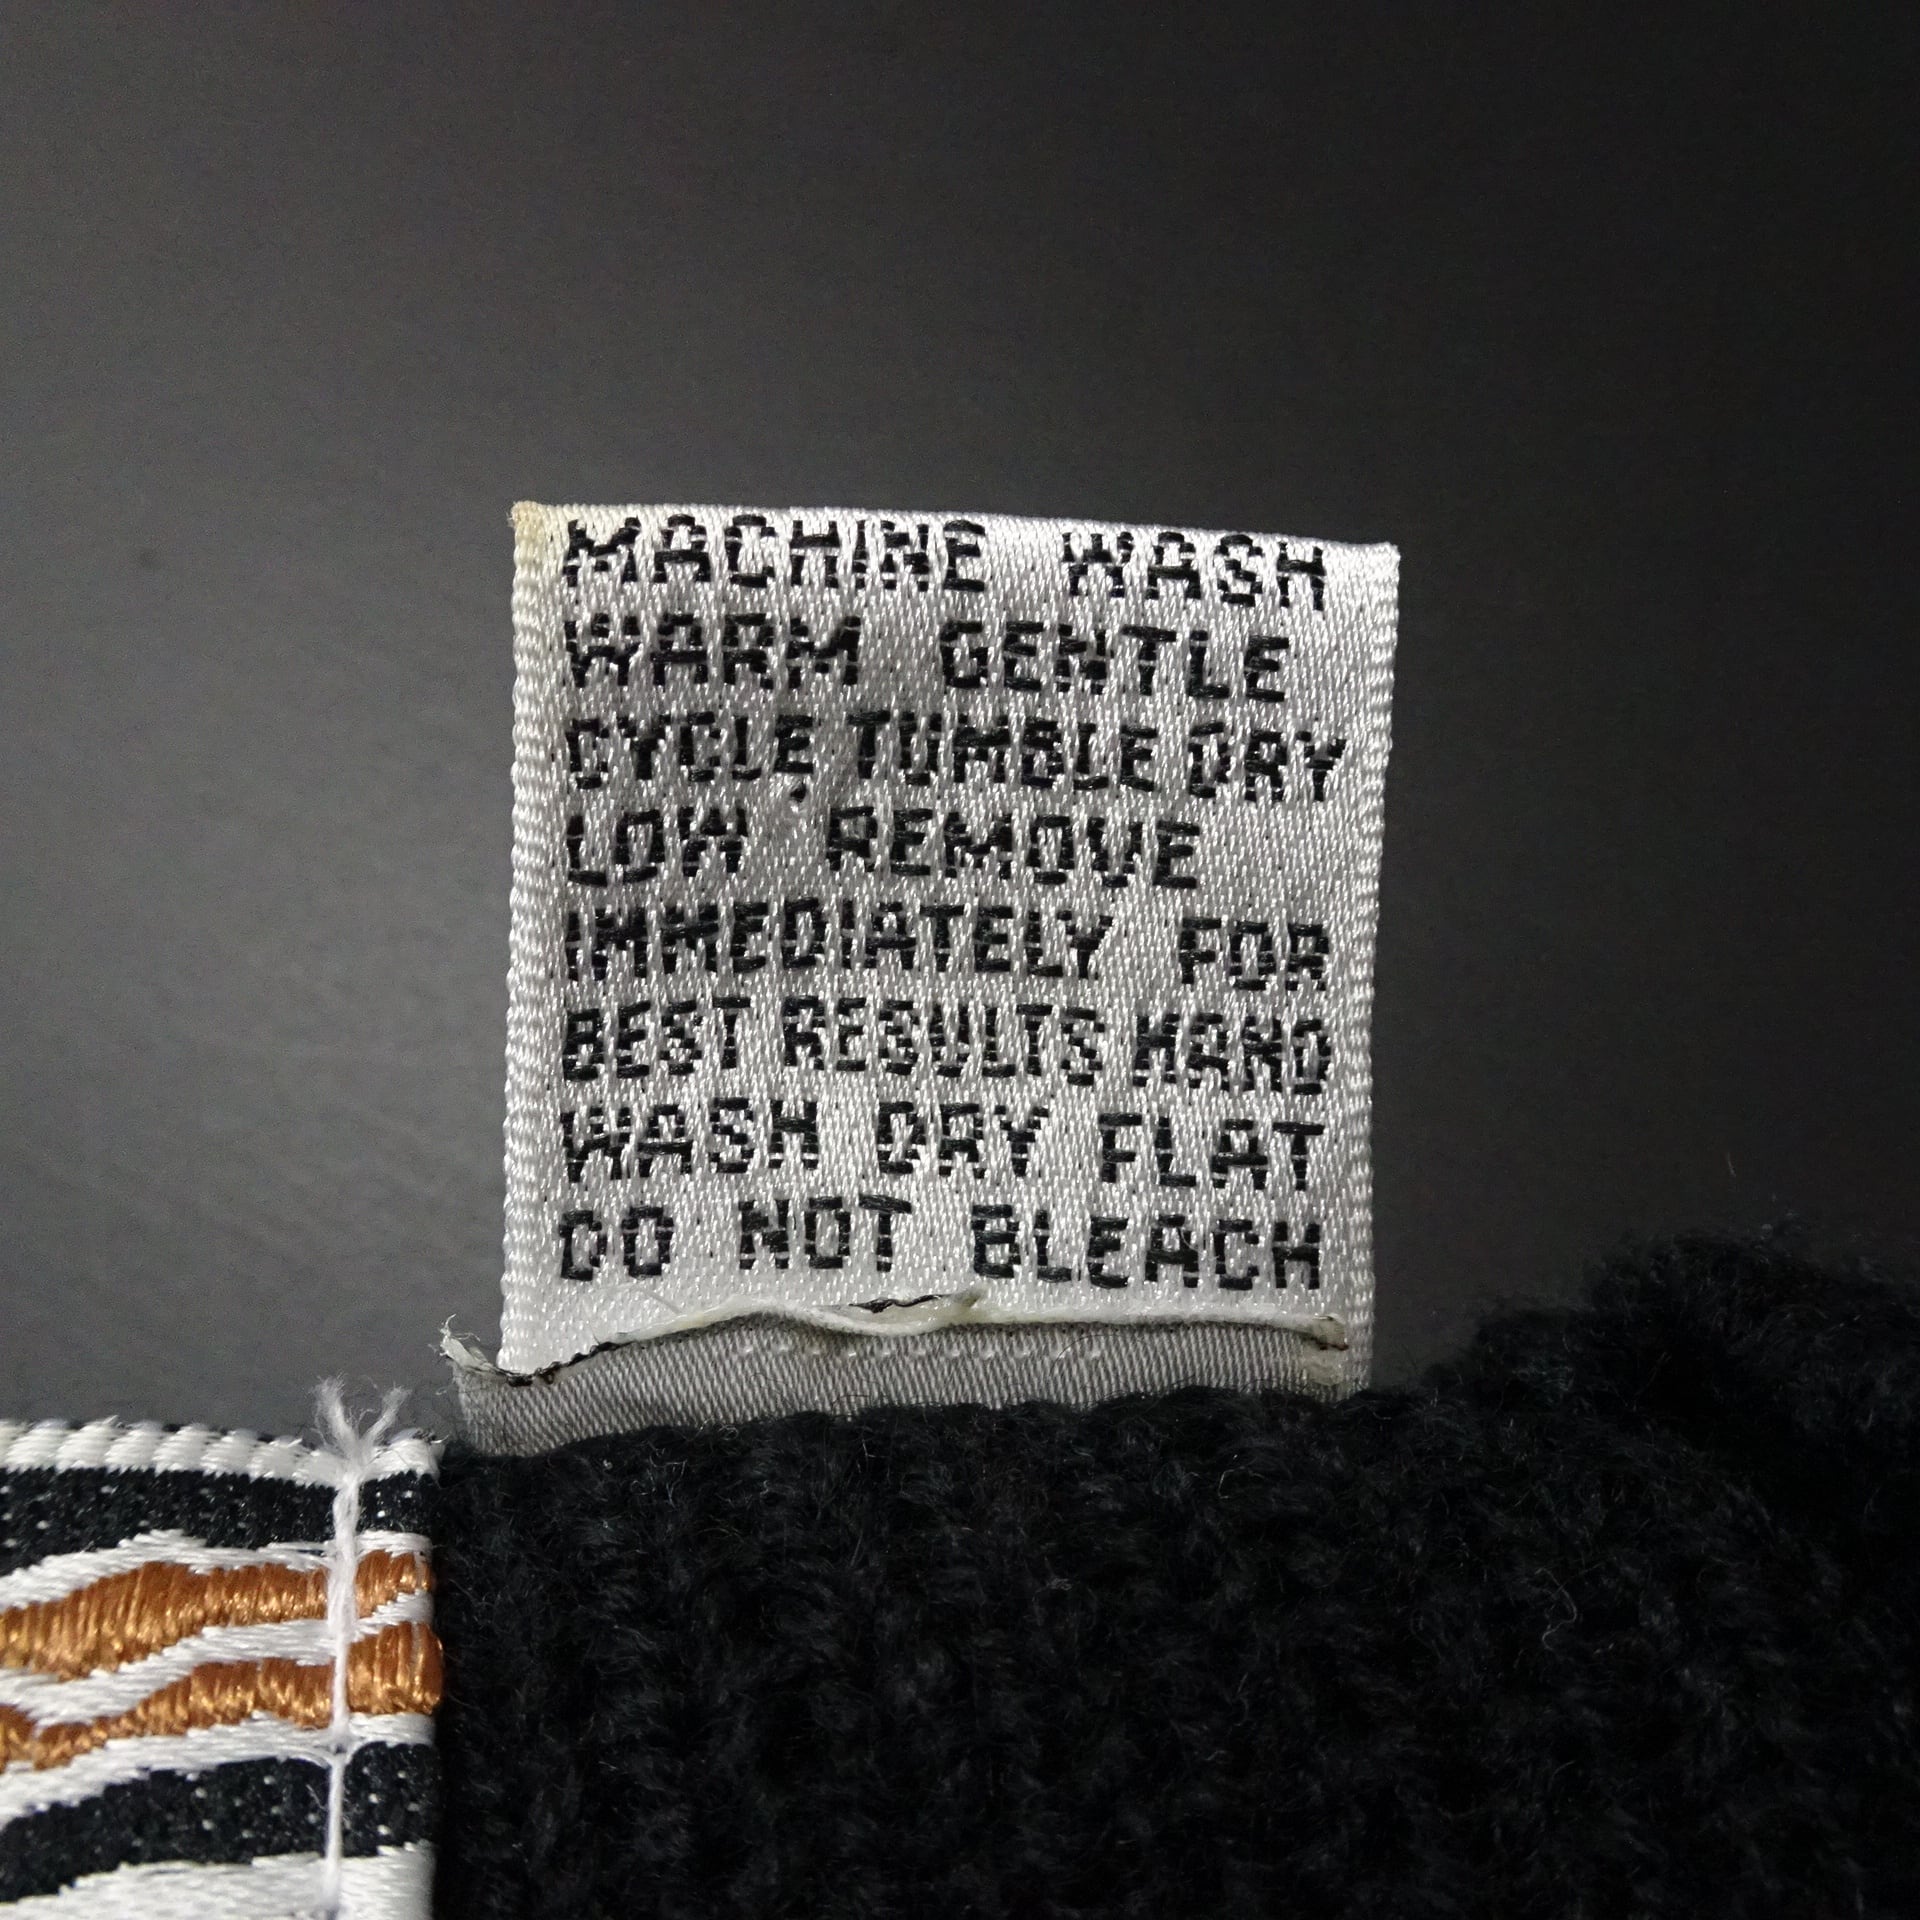 MACHINE WASH
WARM GENTLE
CYCLE, TUMBLE DRY
LOW REMOVE
IMMEDIATELY FOR
BEST RESULTS HAND
WASH DRY FLAT
DO NOT BLEACH